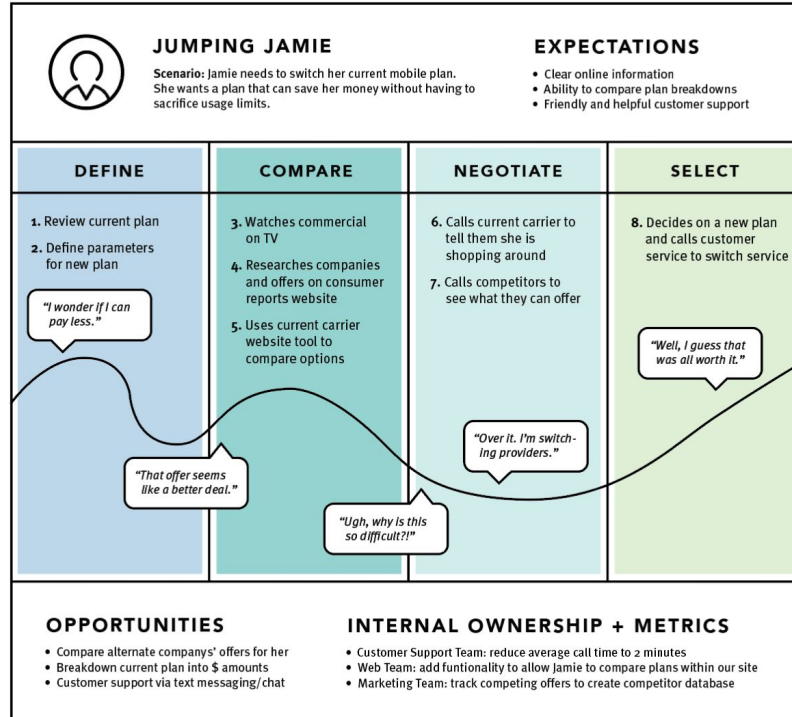 JUMPING JAMIE
Scenario: Jamie needs to switch her current mobile plan.
She wants a plan that can save her money without having to
sacrifice usage limits.
EXPECTATIONS
• Clear online information
• Ability to compare plan breakdowns
• Friendly and helpful customer support
DEFINE
1. Review current plan
2. Define parameters
for new plan
“I wonder if I can
pay less.”
COMPARE
3. Watches commercial
on TV
4. Researches companies
and offers on consumer
reports website
5. Uses current carrier
website tool to
compare options
“That offer seems
like a better deal.”
NEGOTIATE
6. Calls current carrier to
tell them she is
shopping around
7. Calls competitors to
see what they can offer
“Ugh, why is this
so difficult?!”
“Over it. I’m switch-
ing providers.”
SELECT
8. Decides on a new plan
and calls customer
service to switch service
“Well, I guess that
was all worth it.”
OPPORTUNITIES
• Compare alternate companys’ offers for her
• Breakdown current plan into $ amounts
• Customer support via text messaging/chat
INTERNAL OWNERSHIP + METRICS
• Customer Support Team: reduce average call time to 2 minutes
• Web Team: add funtionality to allow Jamie to compare plans within our site
• Marketing Team: track competing offers to create competitor database